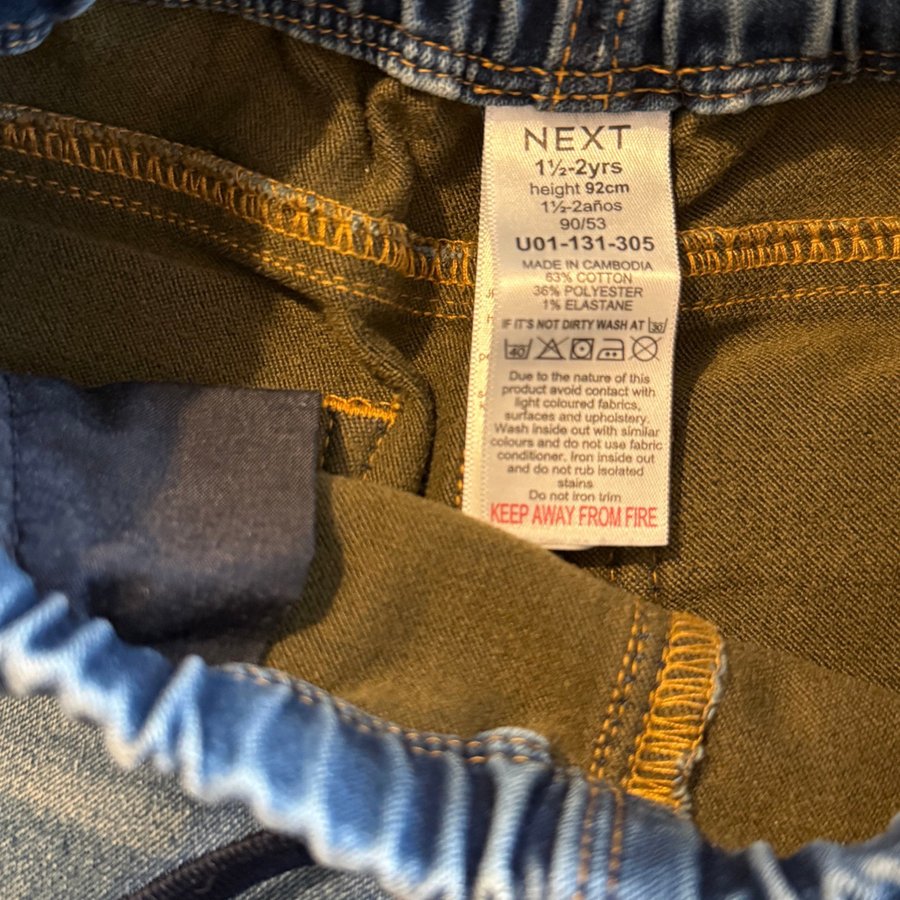 NEXT
1½-2yrs
height 92cm
1½-2años
90/53
U01-131-305
MADE IN CAMBODIA
63% COTTON
36% POLYESTER
1% ELASTANE
IF IT'S NOT DIRTY WASH AT 30
40
Due to the nature of this
product avoid contact with
light coloured fabrics,
surfaces and upholstery.
Wash inside out with similar
colours and do not use fabric
conditioner. Iron inside out
and do not rub isolated
stains
Do not iron trim
KEEP AWAY FROM FIRE